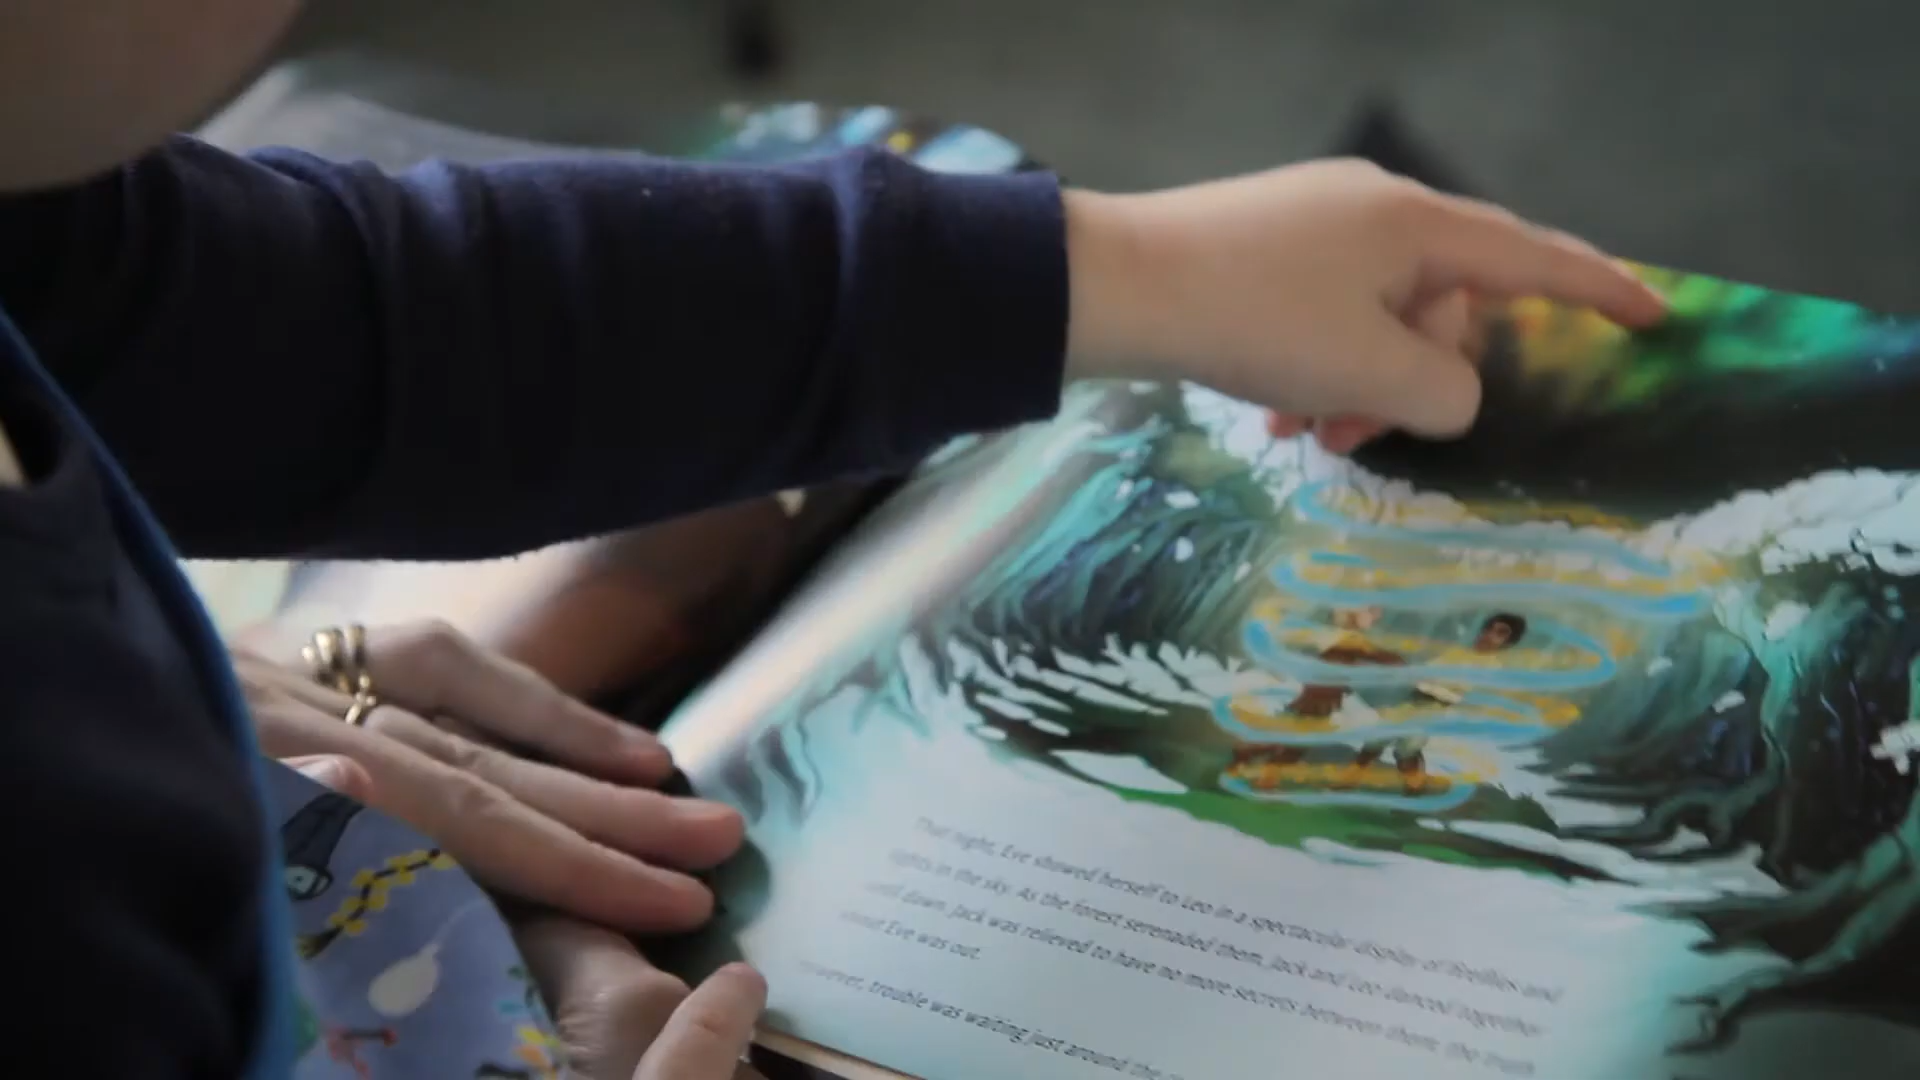 That night, Eve showed herself to Leo in a spectacular display of fireflies and
lights in the sky. As the forest serenaded them, Jack and Leo danced together
until dawn. Jack was relieved to have no more secrets between them; the truth
about Eve was out.
However, trouble was waiting just around the